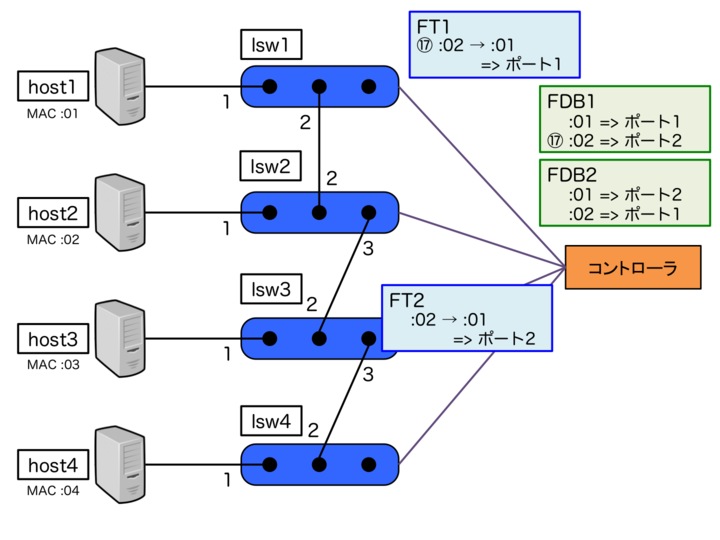 FT1
⑰ :02 → :01
=> ポート1
lsw1
host1
MAC :01
1
2
FDB1
:01 => ポート1
⑰ :02 => ポート2
lsw2
2
host2
MAC :02
1
3
FDB2
:01 => ポート2
:02 => ポート1
コントローラ
lsw3
2
host3
MAC :03
1
3
FT2
:02 → :01
=> ポート2
lsw4
2
host4
MAC :04
1